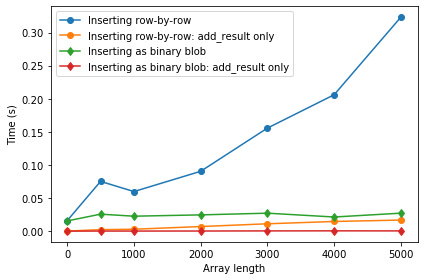 Inserting row-by-row
Inserting row-by-row: add_result only
Inserting as binary blob
Inserting as binary blob: add_result only
Time (s)
0.30
0.25
0.20
0.15
0.10
0.05
0.00
0 1000 2000 3000 4000 5000
Array length